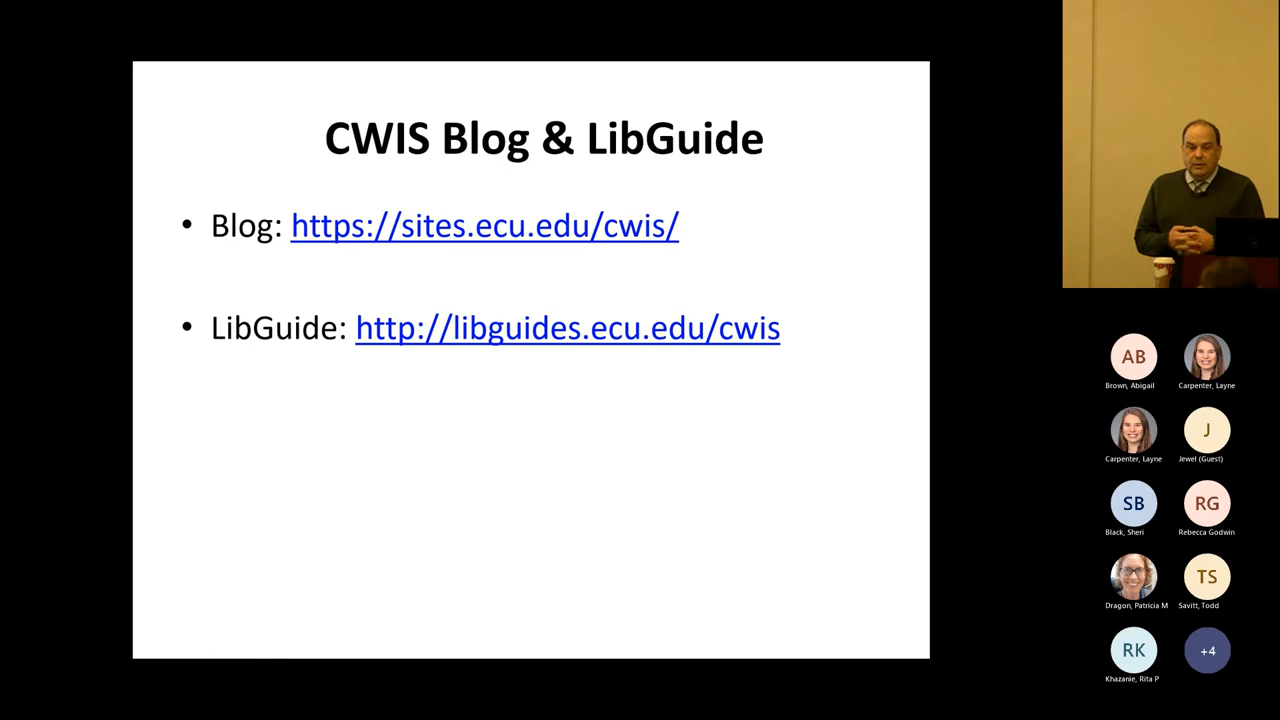 CWIS Blog & LibGuide
• Blog: https://sites.ecu.edu/cwis/
• LibGuide: http://libguides.ecu.edu/cwis
AB
Brown, Abigail
Carpenter, Layne
Carpenter, Layne
J
Jewel (Guest)
SB
Black, Sheri
RG
Rebecca Godwin
Dragon, Patricia M
TS
Savitt, Todd
RK
Khazanie, Rita P
+4